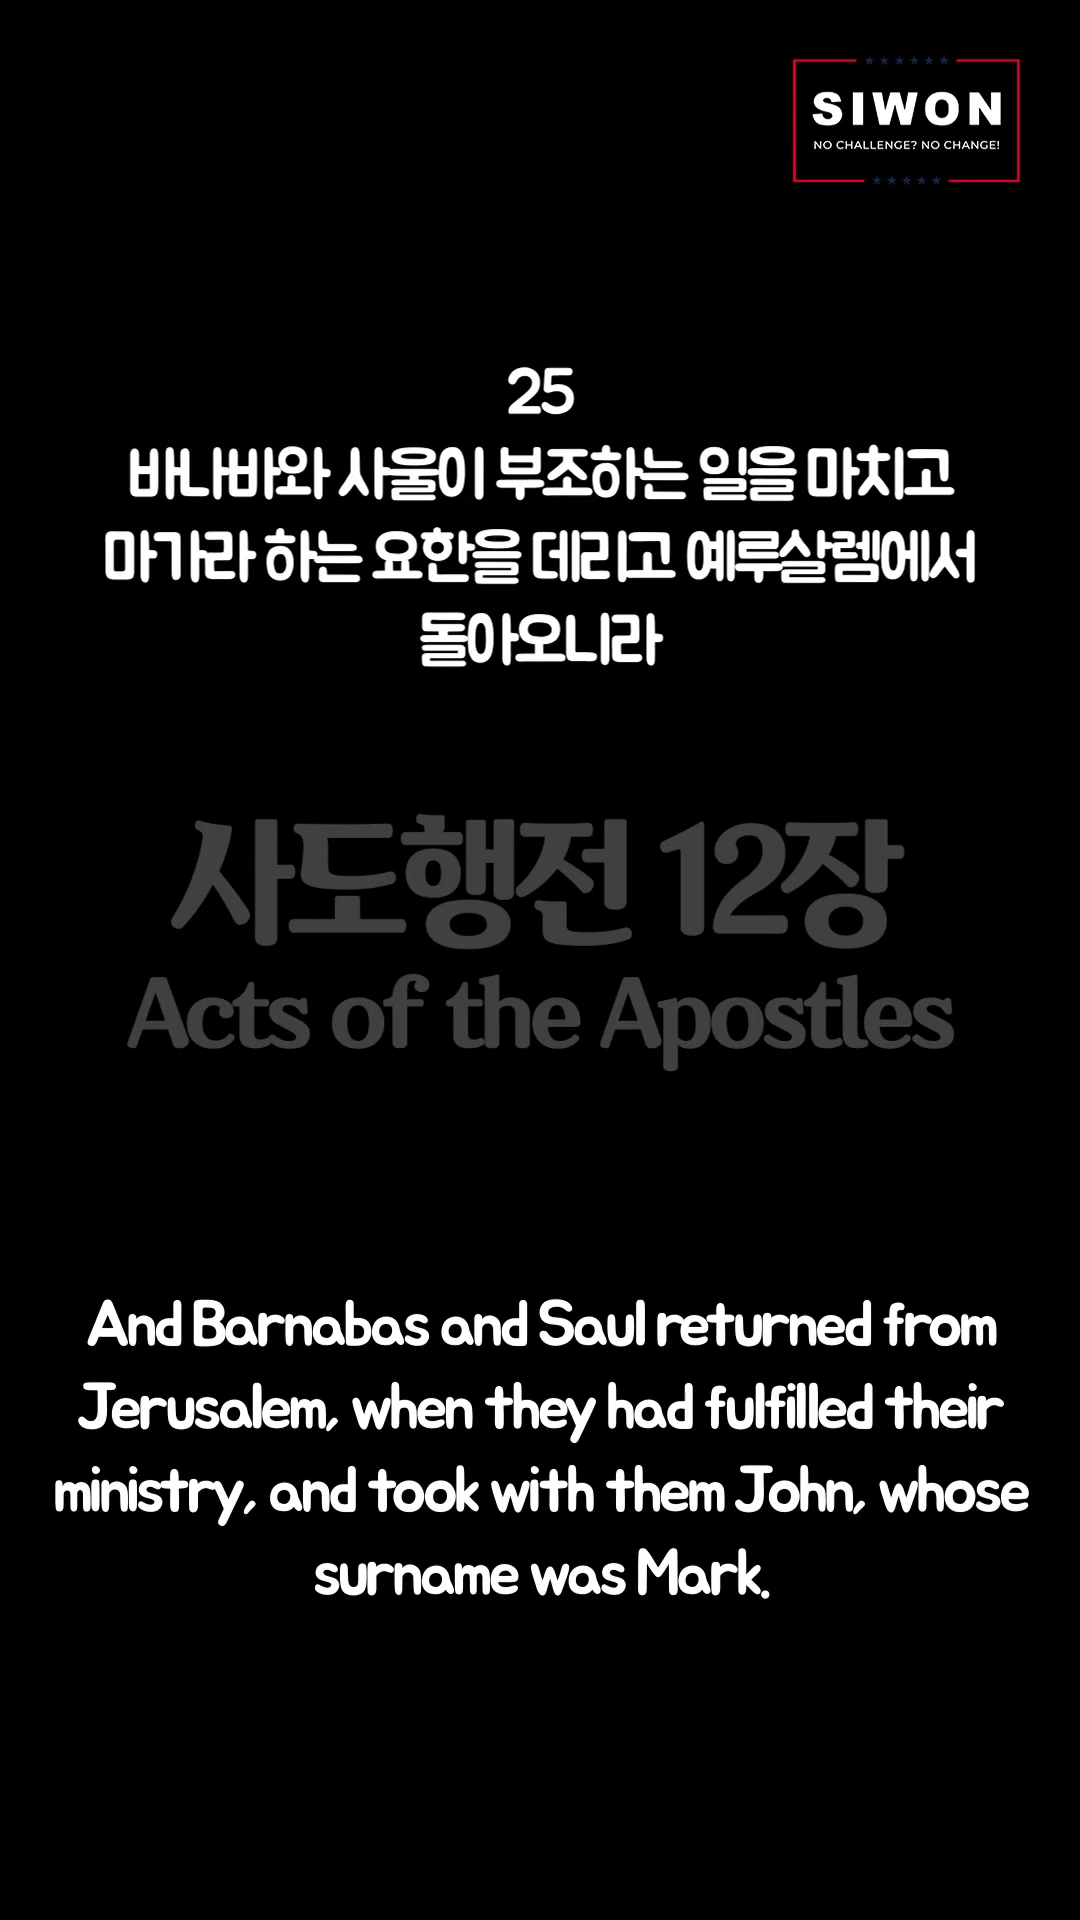 SIWON
NO CHALLENGE? NO CHANGE!
25
바나바와 사울이 부조하는 일을 마치고
마가라 하는 요한을 데리고 예루살렘에서
돌아오니라
사도행전 12장
Acts of the Apostles
And Barnabas and Saul returned from
Jerusalem, when they had fulfilled their
ministry, and took with them John, whose
surname was Mark.